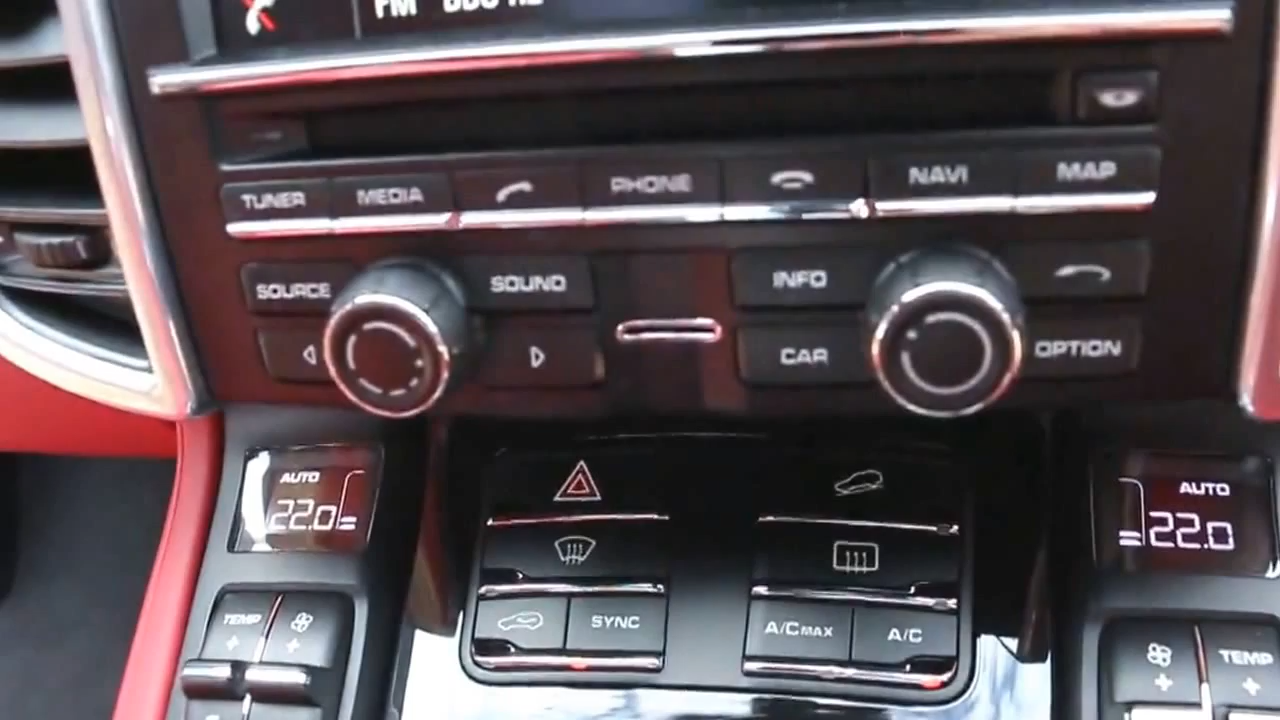 FM
TUNER MEDIA PHONE NAVI MAP
SOURCE SOUND INFO
CAR OPTION
AUTO AUTO
22.0 22.0
TEMP SYNC A/CMAX A/C TEMP
+ + + +